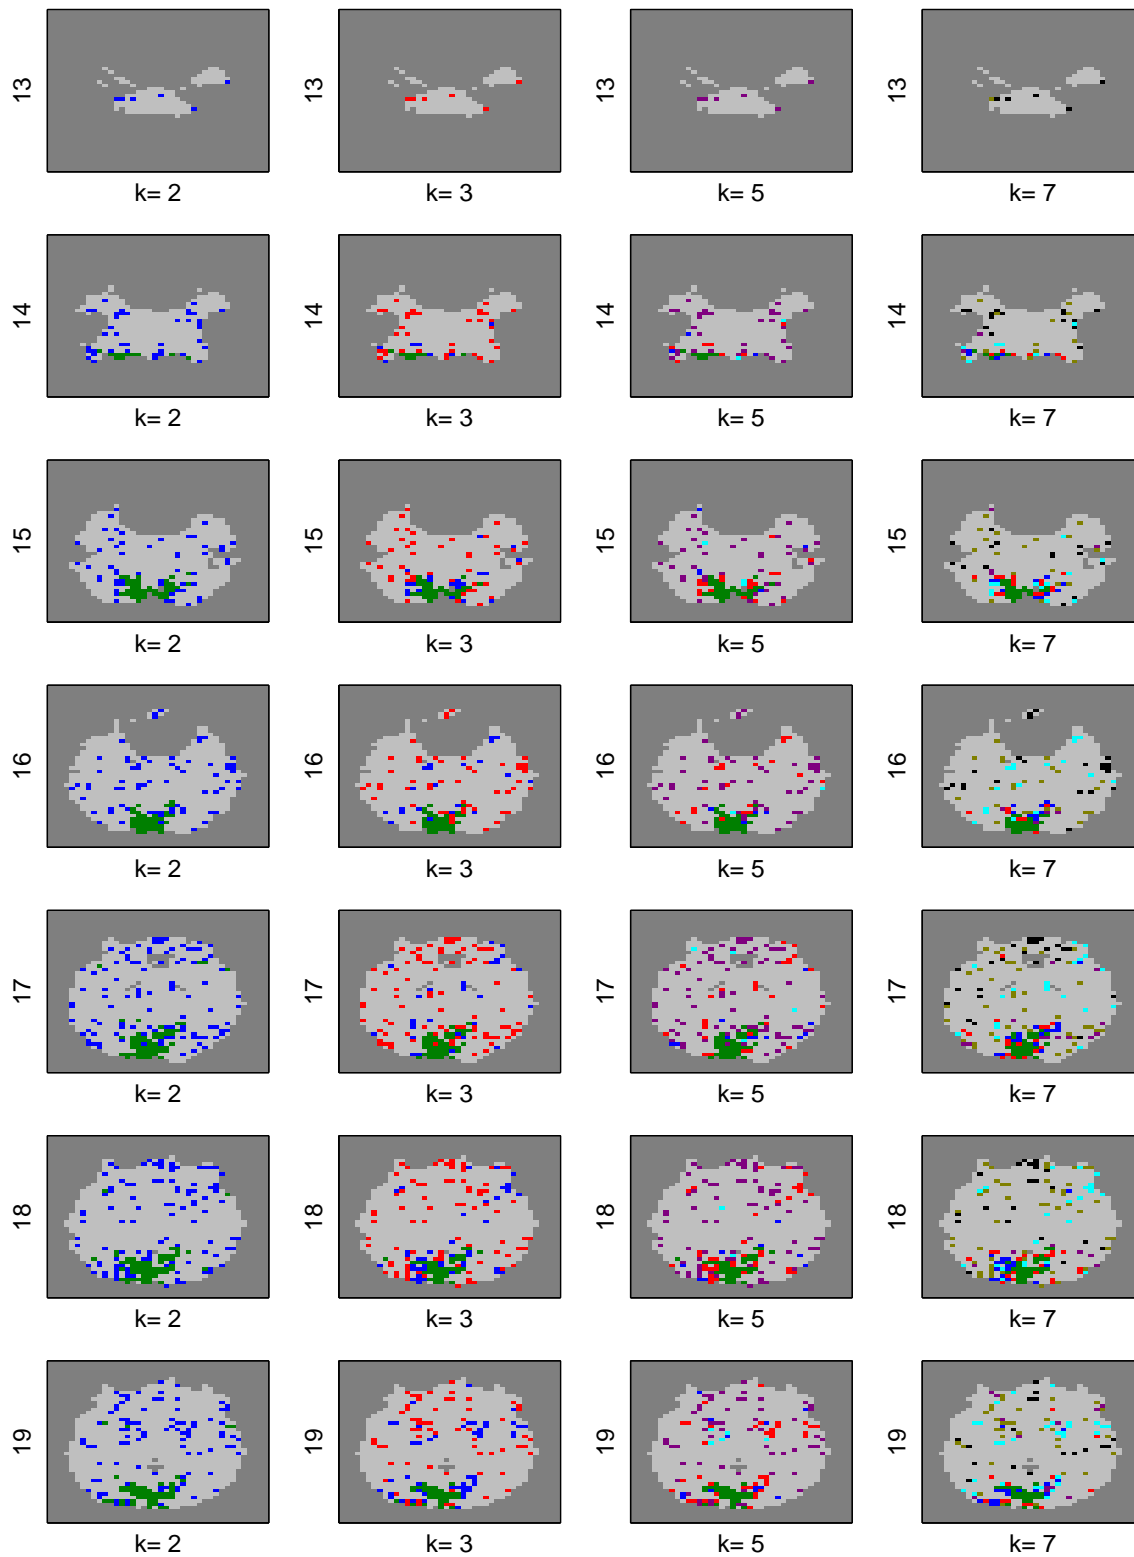 13 13 13 13
k= 2 k= 3 k= 5 k= 7
14 14 14 14
k= 2 k= 3 k= 5 k= 7
15 15 15 15
k= 2 k= 3 k= 5 k= 7
16 16 16 16
k= 2 k= 3 k= 5 k= 7
17 17 17 17
k= 2 k= 3 k= 5 k= 7
18 18 18 18
k= 2 k= 3 k= 5 k= 7
19 19 19 19
k= 2 k= 3 k= 5 k= 7